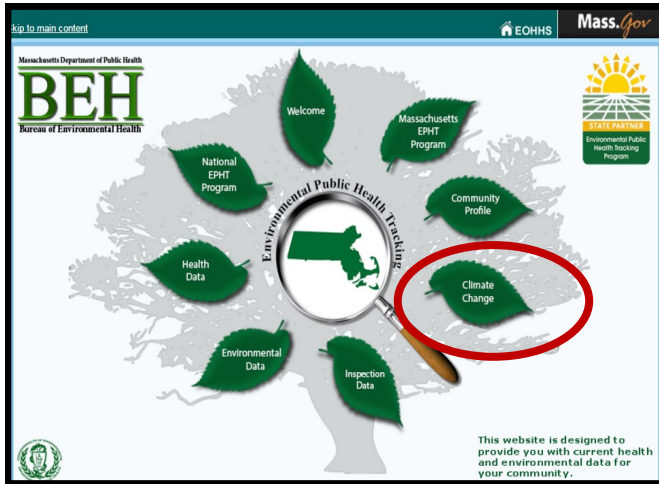 Skip to main content
EOHHS
Mass.Gov
Massachusetts Department of Public Health
BEH
Bureau of Environmental Health
STATE PARTNER
Environmental Public
Health Tracking
Program
Welcome
Massachusetts
EPHT
Program
National
EPHT
Program
Environmental Public Health Tracking
Community
Profile
Health
Data
Climate
Change
Environmental
Data
Inspection
Data
This website is designed to
provide you with current health
and environmental data for
your community.